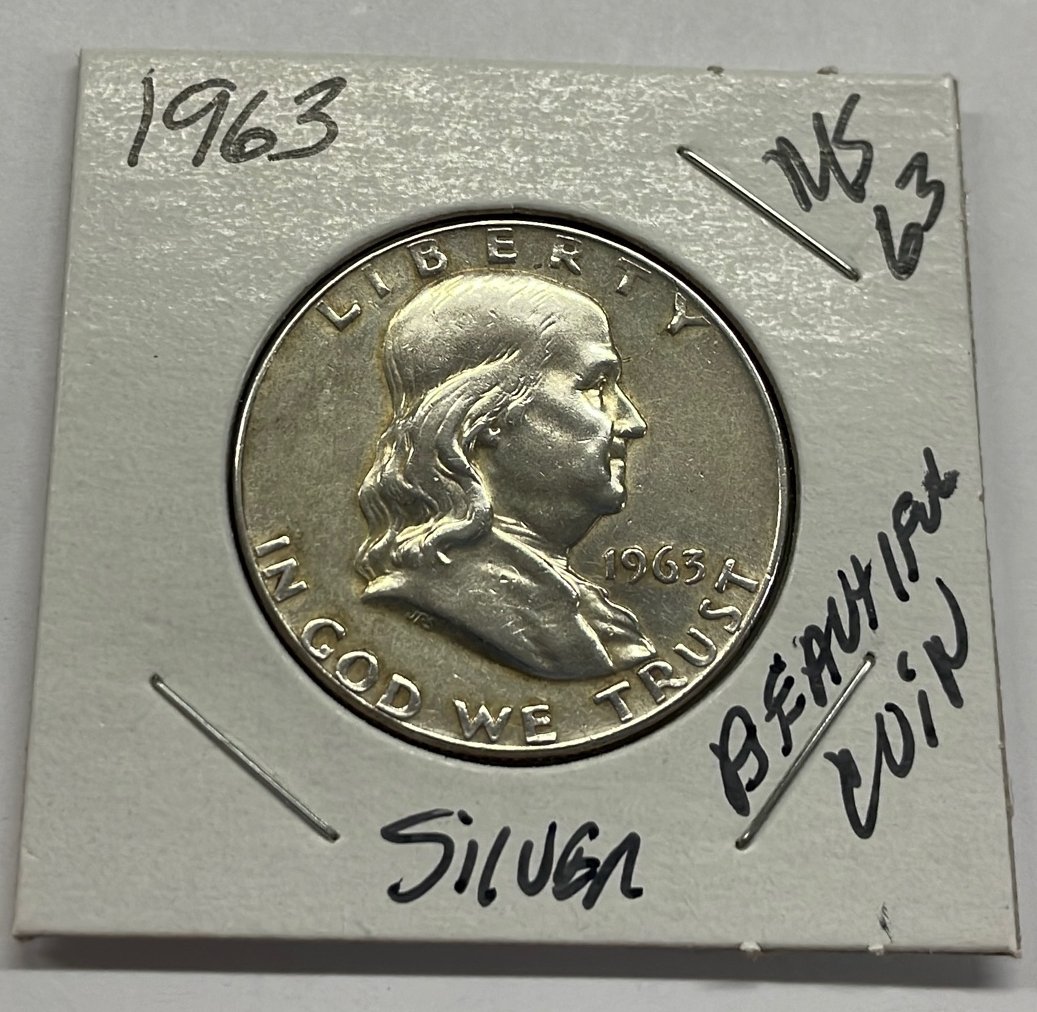 1963
MS
63
LIBERTY
1963
IN GOD WE TRUST
BEAUtIFUL
COIN
SILVER